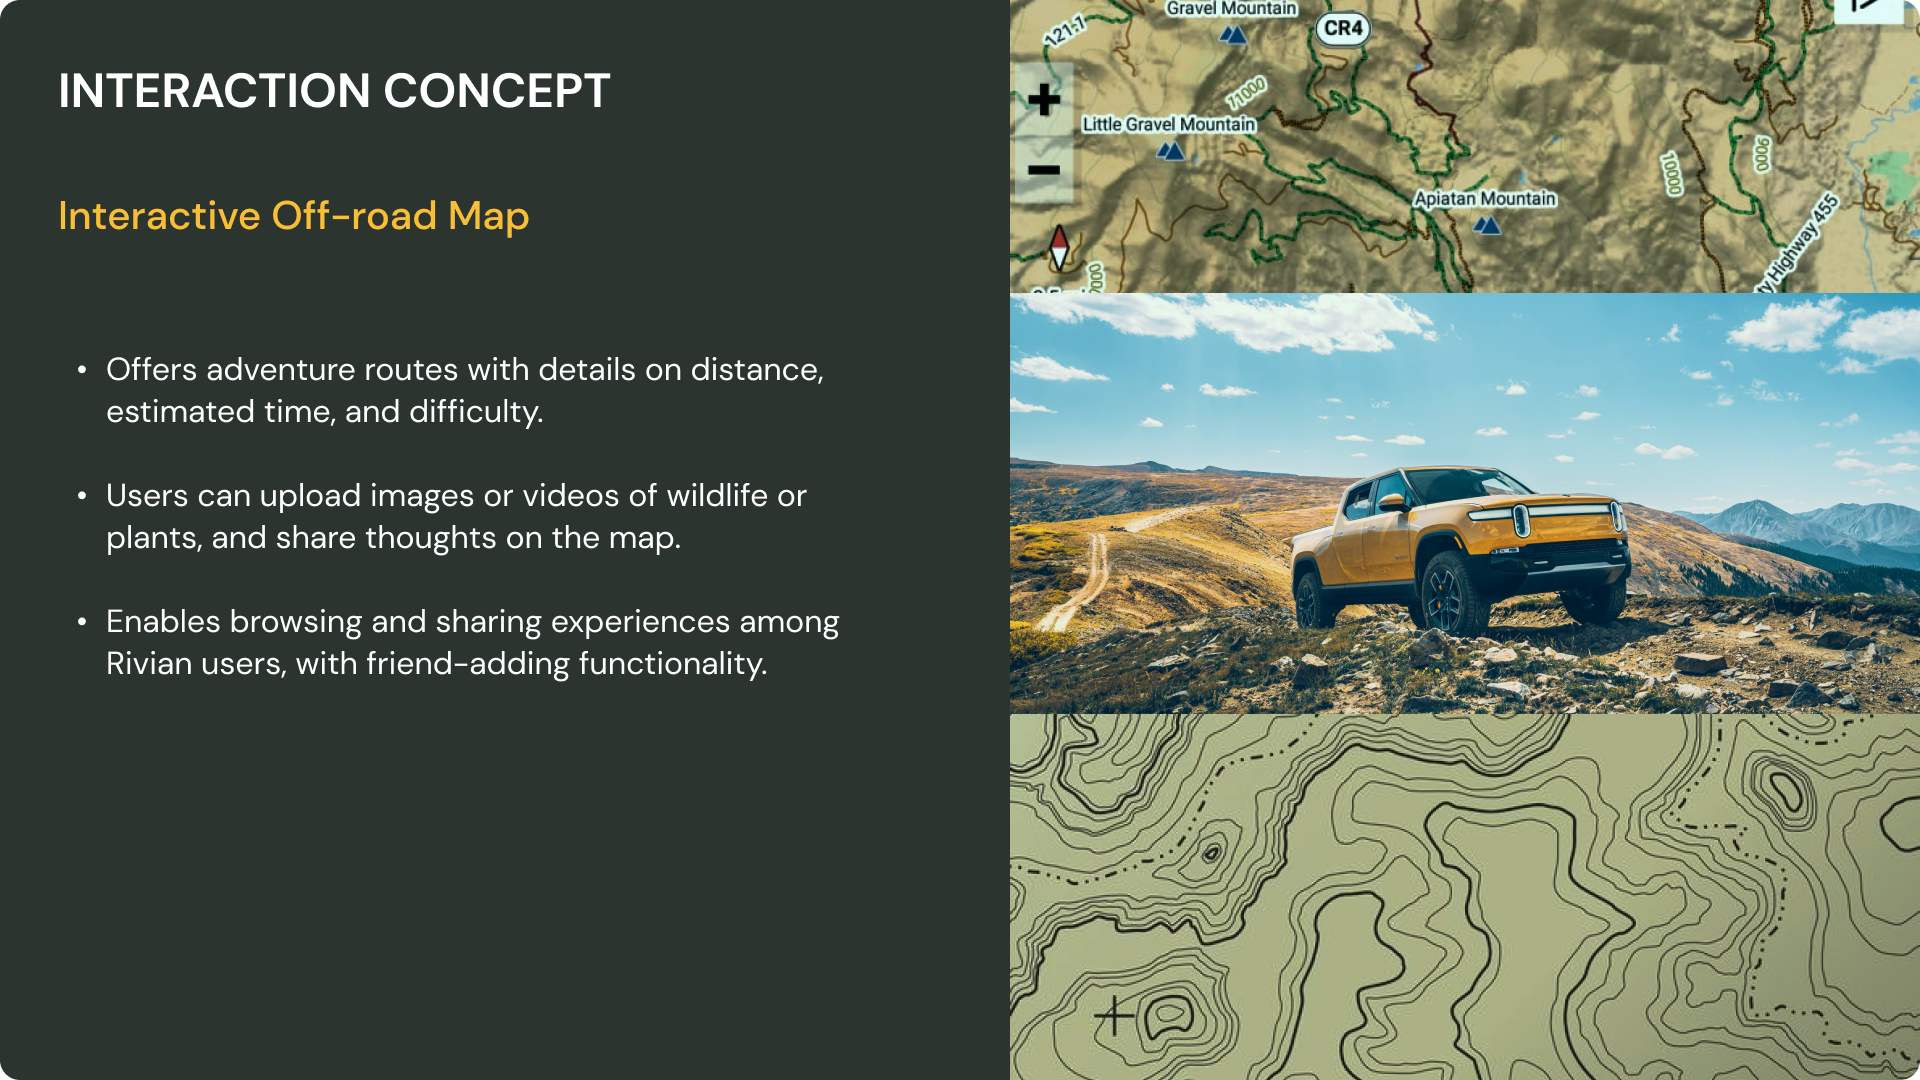 INTERACTION CONCEPT
Interactive Off-road Map
• Offers adventure routes with details on distance,
estimated time, and difficulty.
• Users can upload images or videos of wildlife or
plants, and share thoughts on the map.
• Enables browsing and sharing experiences among
Rivian users, with friend-adding functionality.
Gravel Mountain
121.1
CR4
11000
Little Gravel Mountain
10000
9000
Apiatan Mountain
ty Highway 455